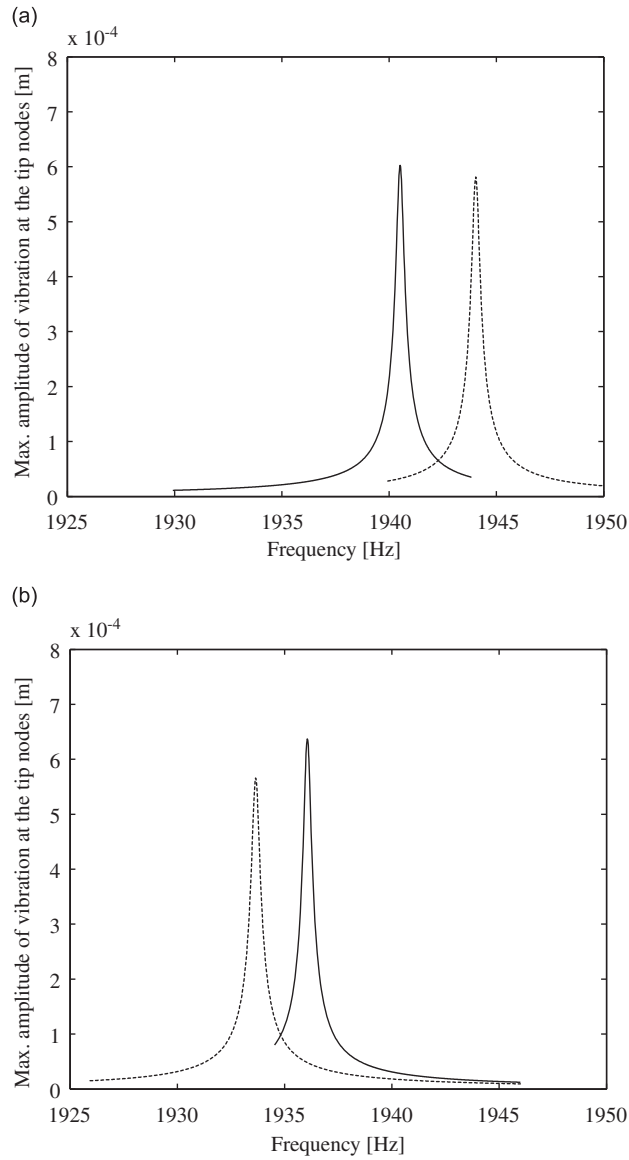 (a)
x 10-4
Max. amplitude of vibration at the tip nodes [m]
8
7
6
5
4
3
2
1
0
1925 1930 1935 1940 1945 1950
Frequency [Hz]
(b)
x 10-4
Max. amplitude of vibration at the tip nodes [m]
8
7
6
5
4
3
2
1
0
1925 1930 1935 1940 1945 1950
Frequency [Hz]